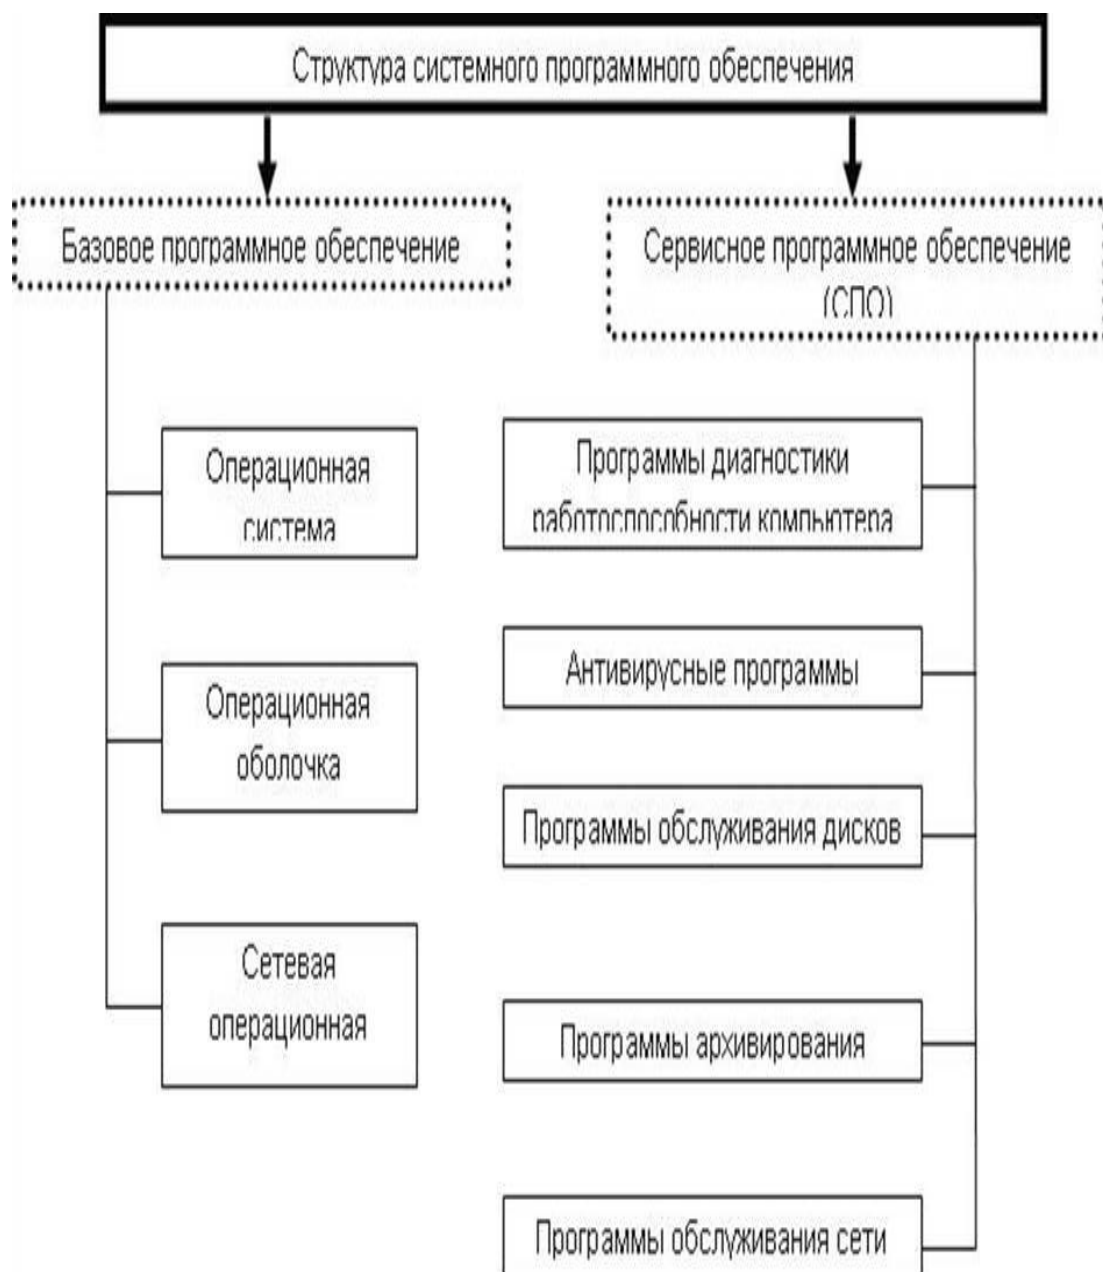 Структура системного программного обеспечения
Базовое программное обеспечение
Сервисное программное обеспечение
(СПО)
Операционная
система
Операционная
оболочка
Сетевая
операционная
Программы диагностики
работоспособности компьютера
Антивирусные программы
Программы обслуживания дисков
Программы архивирования
Программы обслуживания сети